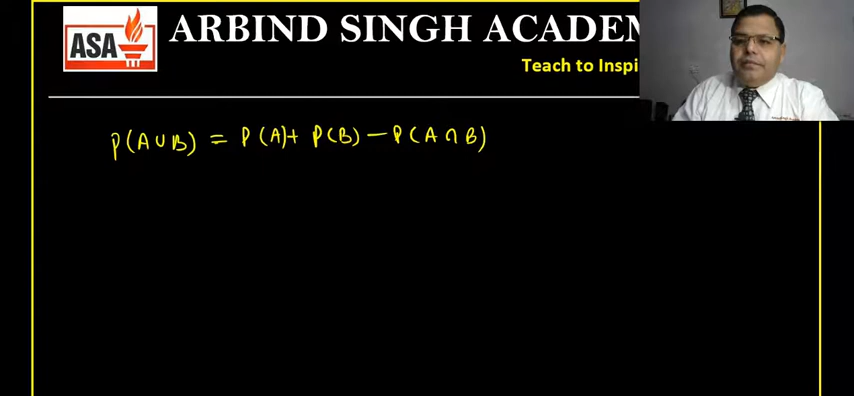 ASA
ARBIND SINGH ACADEM
Teach to Inspi
P(A∪B) = P(A)+ P(B) − P(A∩B)